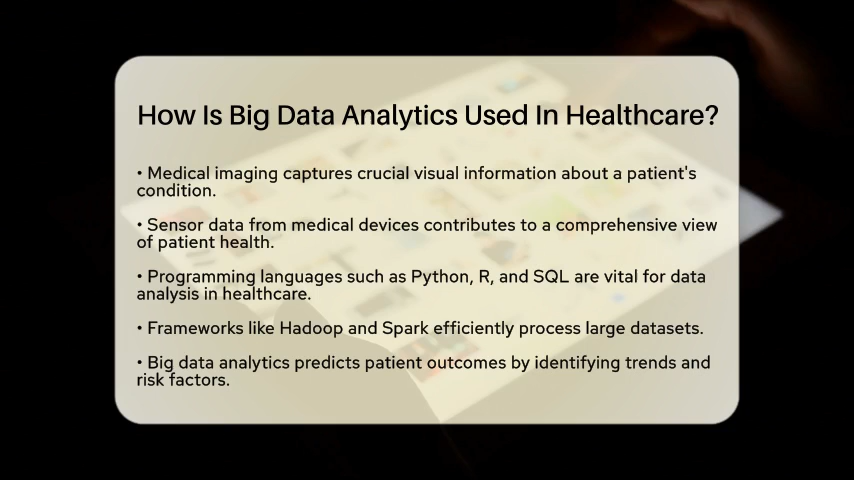 How Is Big Data Analytics Used In Healthcare?
• Medical imaging captures crucial visual information about a patient's
condition.
• Sensor data from medical devices contributes to a comprehensive view
of patient health.
• Programming languages such as Python, R, and SQL are vital for data
analysis in healthcare.
• Frameworks like Hadoop and Spark efficiently process large datasets.
• Big data analytics predicts patient outcomes by identifying trends and
risk factors.